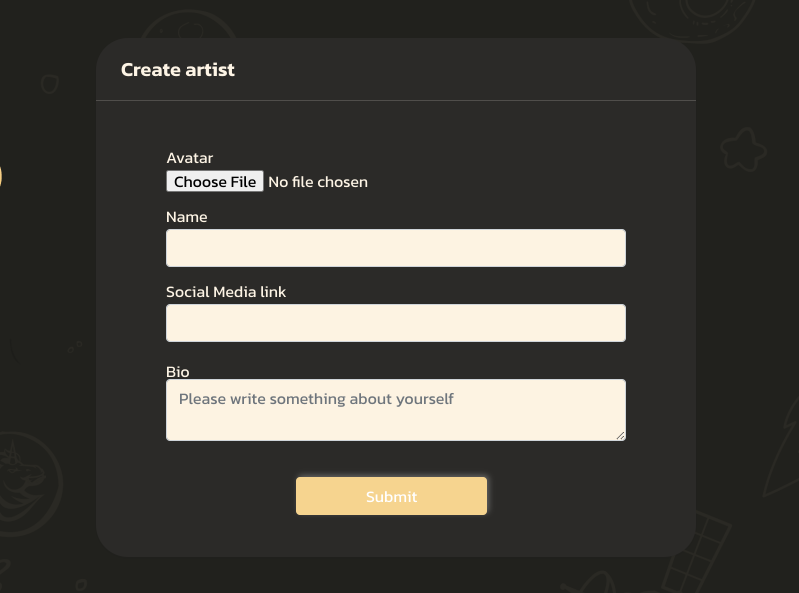 Create artist
Avatar
Choose File No file chosen
Name
Social Media link
Bio
Please write something about yourself
Submit